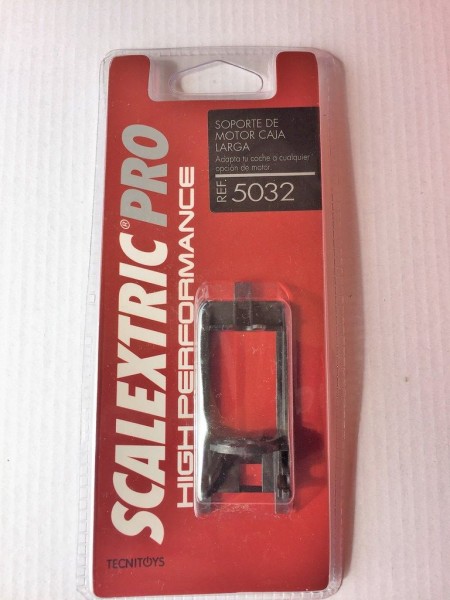 SOPORTE DE
MOTOR CAJA
LARGA
Adapta tu coche a cualquier
opción de motor
REF. 5032
SCALEXTRIC® PRO
HIGH PERFORMANCE
TECNITOYS